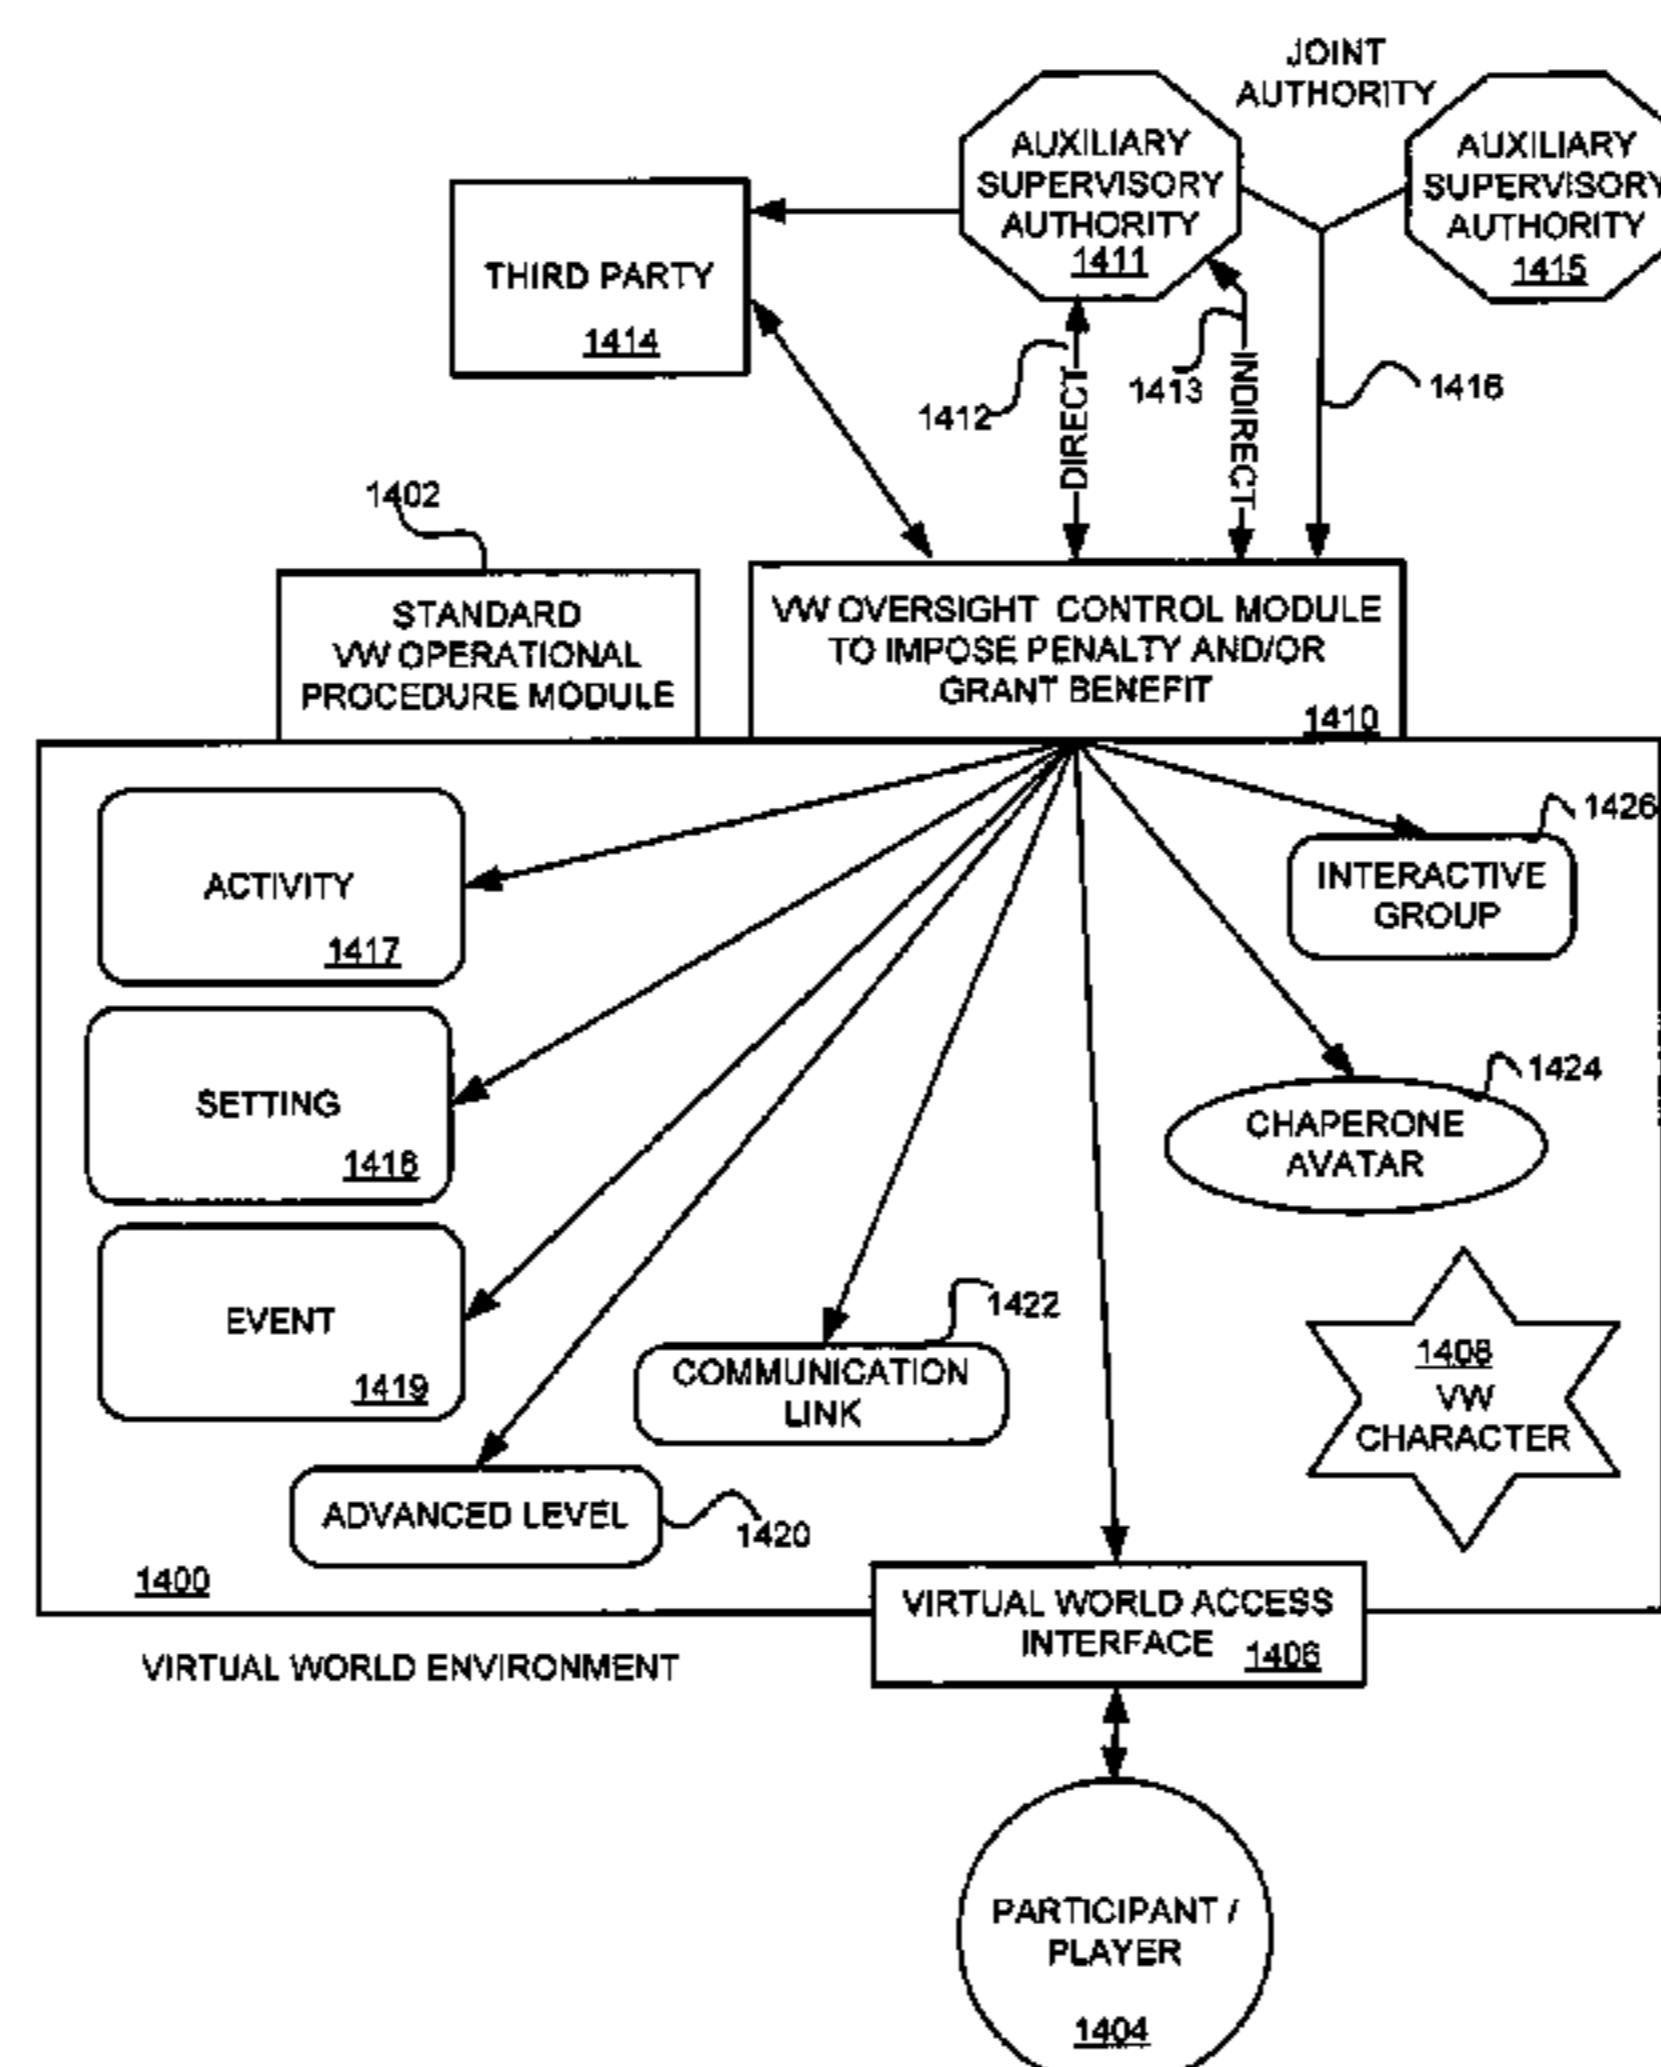 JOINT
AUTHORITY
AUXILIARY
SUPERVISORY
AUTHORITY
1411
AUXILIARY
SUPERVISORY
AUTHORITY
1415
THIRD PARTY
1414
1412
DIRECT
1413
INDIRECT
1416
1402
STANDARD
VW OPERATIONAL
PROCEDURE MODULE
VW OVERSIGHT CONTROL MODULE
TO IMPOSE PENALTY AND/OR
GRANT BENEFIT
1410
ACTIVITY
1417
1426
INTERACTIVE
GROUP
SETTING
1418
1424
CHAPERONE
AVATAR
EVENT
1419
1422
COMMUNICATION
LINK
1408
VW
CHARACTER
ADVANCED LEVEL
1420
1400
VIRTUAL WORLD ACCESS
INTERFACE 1406
VIRTUAL WORLD ENVIRONMENT
PARTICIPANT /
PLAYER
1404